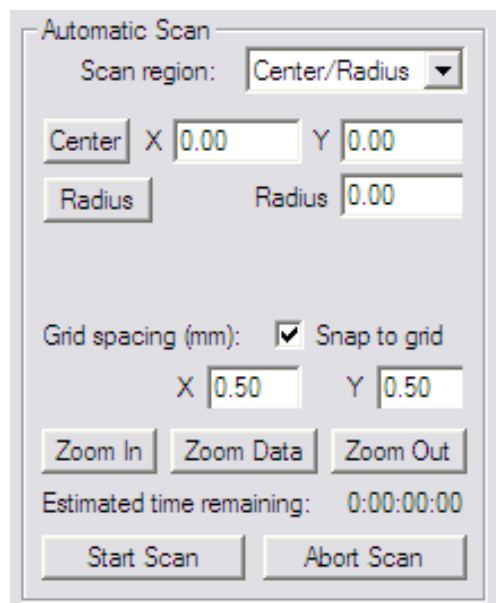 Automatic Scan
Scan region: Center/Radius
Center X 0.00 Y 0.00
Radius Radius 0.00
Grid spacing (mm): Snap to grid
X 0.50 Y 0.50
Zoom In Zoom Data Zoom Out
Estimated time remaining: 0:00:00:00
Start Scan Abort Scan